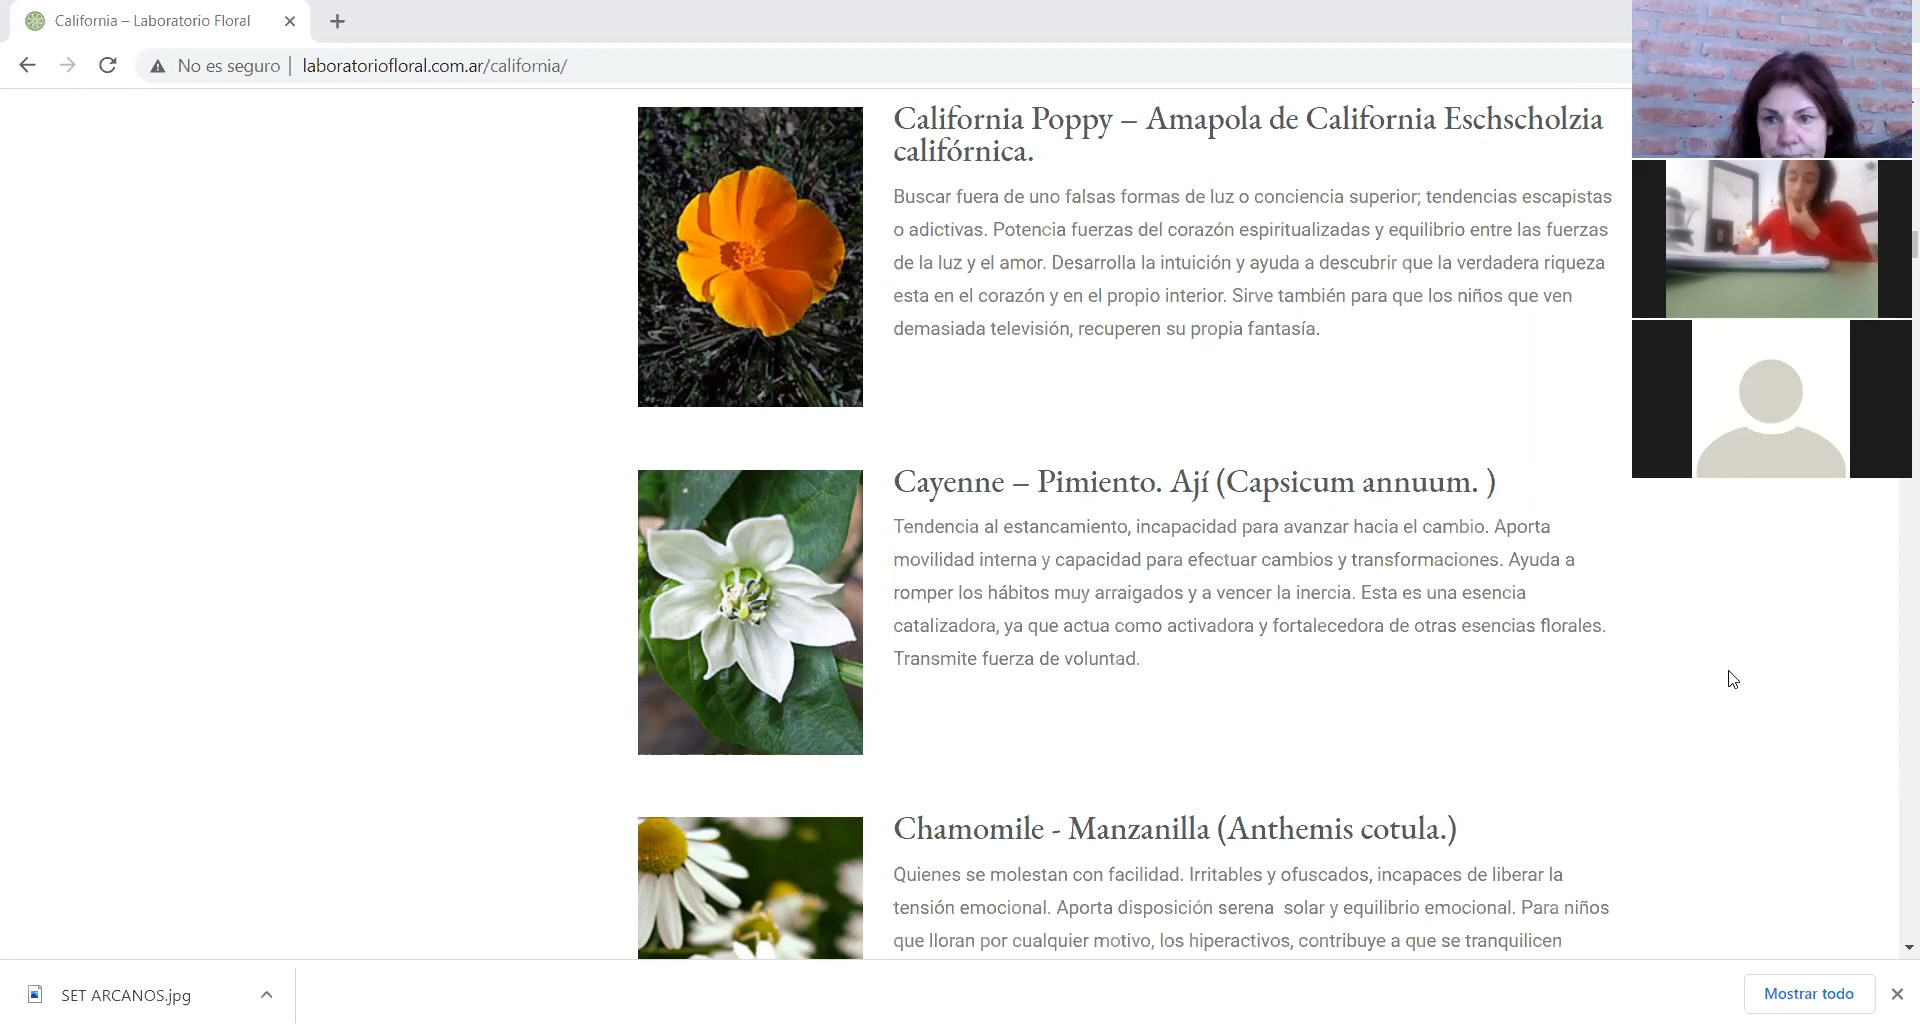 California – Laboratorio Floral
No es seguro | laboratoriofloral.com.ar/california/
California Poppy – Amapola de California Eschscholzia
califórnica.
Buscar fuera de uno falsas formas de luz o conciencia superior; tendencias escapistas
o adictivas. Potencia fuerzas del corazón espiritualizadas y equilibrio entre las fuerzas
de la luz y el amor. Desarrolla la intuición y ayuda a descubrir que la verdadera riqueza
esta en el corazón y en el propio interior. Sirve también para que los niños que ven
demasiada televisión, recuperen su propia fantasía.
Cayenne – Pimiento. Ají (Capsicum annuum. )
Tendencia al estancamiento, incapacidad para avanzar hacia el cambio. Aporta
movilidad interna y capacidad para efectuar cambios y transformaciones. Ayuda a
romper los hábitos muy arraigados y a vencer la inercia. Esta es una esencia
catalizadora, ya que actua como activadora y fortalecedora de otras esencias florales.
Transmite fuerza de voluntad.
Chamomile - Manzanilla (Anthemis cotula.)
Quienes se molestan con facilidad. Irritables y ofuscados, incapaces de liberar la
tensión emocional. Aporta disposición serena  solar y equilibrio emocional. Para niños
que lloran por cualquier motivo, los hiperactivos, contribuye a que se tranquilicen
SET ARCANOS.jpg
Mostrar todo